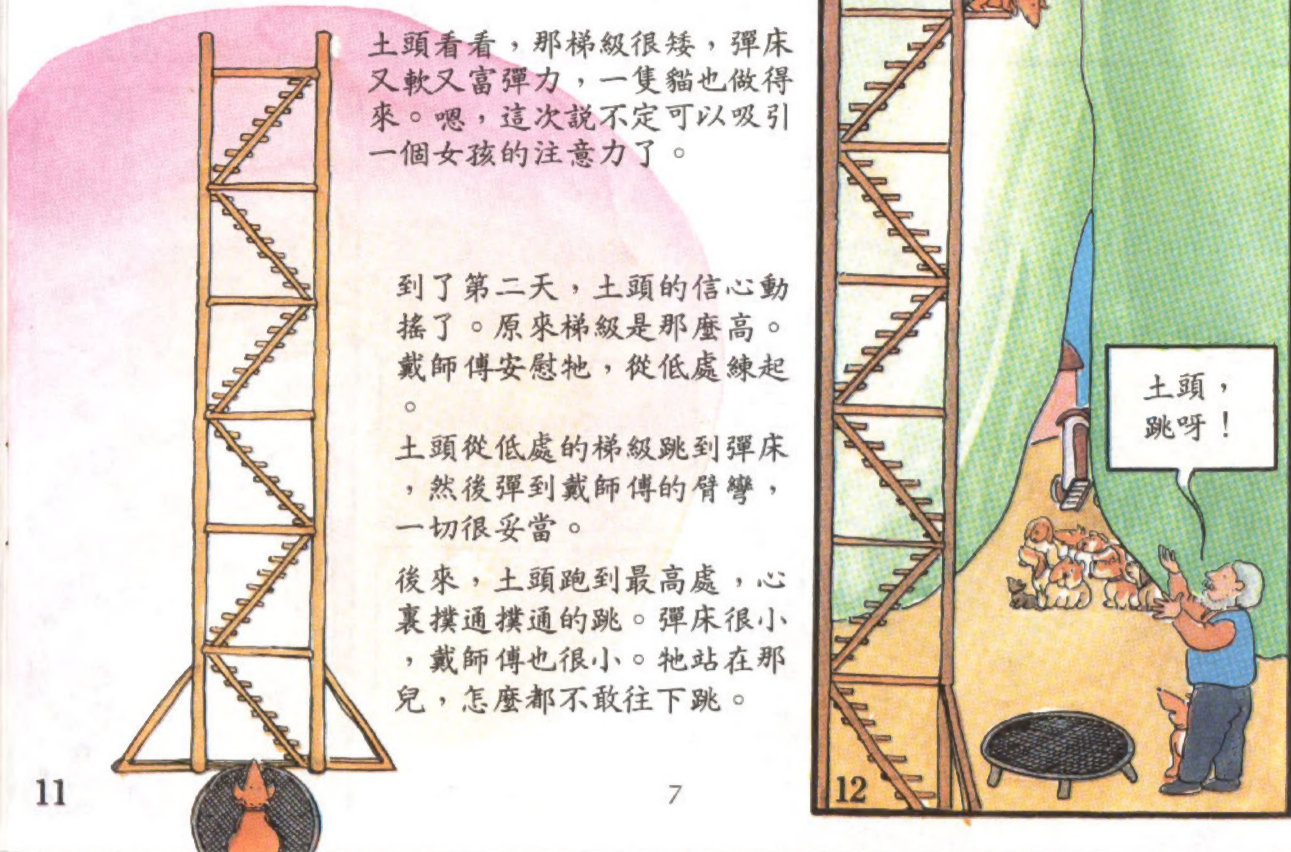 土頭看看，那梯級很矮，彈床
又軟又富彈力，一隻貓也做得
來。嗯，這次說不定可以吸引
一個女孩的注意力了。
到了第二天，土頭的信心動
搖了。原來梯級是那麼高。
戴師傅安慰牠，從低處練起
。
土頭從低處的梯級跳到彈床
，然後彈到戴師傅的臂彎，
一切很妥當。
後來，土頭跑到最高處，心
裏撲通撲通的跳。彈床很小
，戴師傅也很小。牠站在那
兒，怎麼都不敢往下跳。
11
7
土頭，
跳呀！
12